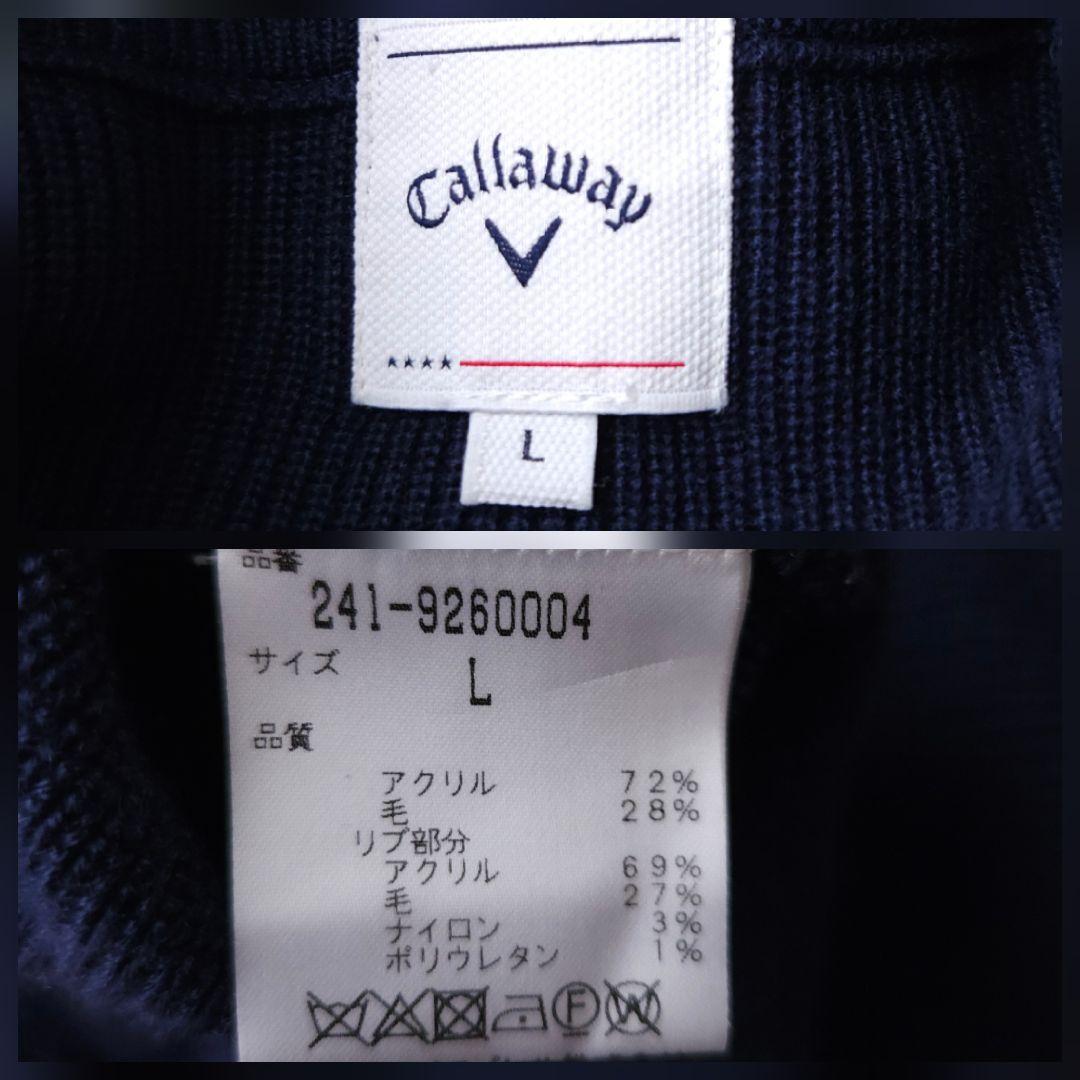 Callaway
L
品番
241-9260004
サイズ
L
品質
アクリル 72%
毛 28%
リブ部分
アクリル 69%
毛 27%
ナイロン 3%
ポリウレタン 1%
F W